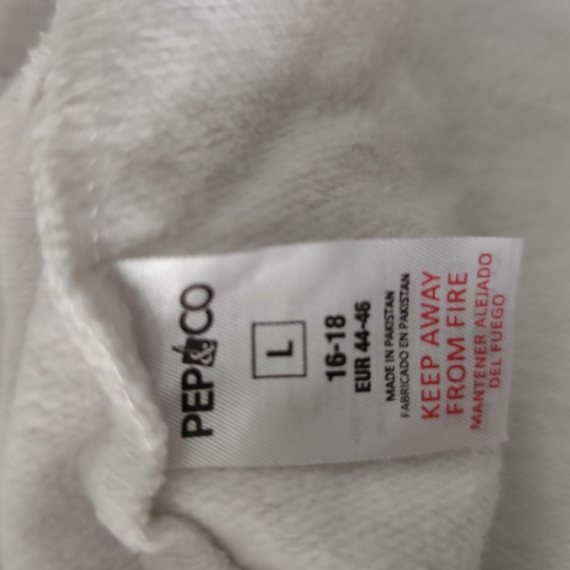 PEP&CO
L
16-18
EUR 44-46
MADE IN PAKISTAN
FABRICADO EN PAKISTAN
KEEP AWAY
FROM FIRE
MANTENER ALEJADO
DEL FUEGO